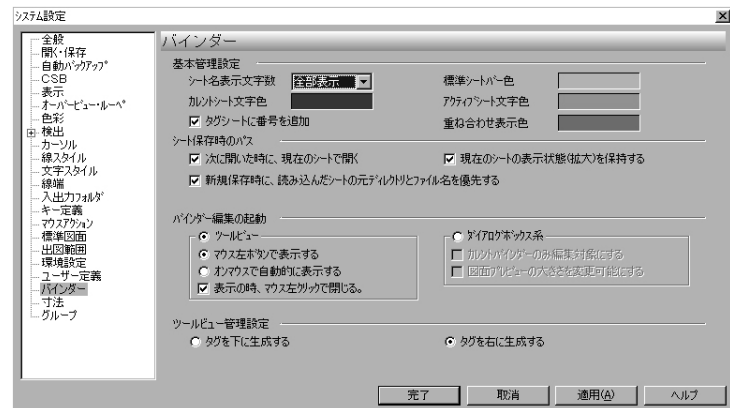 システム設定
全般
開く・保存
自動バックアップ
CSB
表示
オーバービュー・ルーペ
色彩
検出
カーソル
線スタイル
文字スタイル
線端
入出力フォルダ
キー定義
マウスアクション
標準図面
出図範囲
環境設定
ユーザー定義
バインダー
寸法
グループ
バインダー
基本管理設定
シート名表示文字数 全部表示 標準シートバー色
カレントシート文字色 アクティブシート文字色
タグシートに番号を追加 重ね合わせ表示色
シート保存時のパス
次に開いた時に、現在のシートで開く 現在のシートの表示状態(拡大)を保持する
新規保存時に、読み込んだシートの元ディレクトリとファイル名を優先する
バインダー編集の起動
ツールビュー ダイアログボックス系
マウス左ボタンで表示する カレントバインダーのみ編集対象にする
オンマウスで自動的に表示する 図面プレビューの大きさを変更可能にする
表示の時、マウス左クリックで閉じる。
ツールビュー管理設定
タグを下に生成する タグを右に生成する
完了 取消 適用(A) ヘルプ